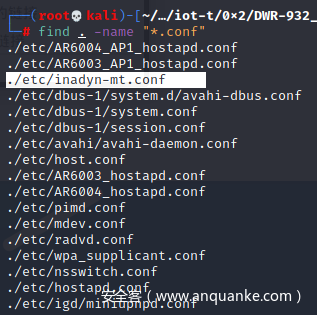 (root💀kali)-[~/…/iot-t/0×2/DWR-932_
# find . -name "*.conf"
./etc/AR6004_AP1_hostapd.conf
./etc/AR6003_AP1_hostapd.conf
./etc/inadyn-mt.conf
./etc/dbus-1/system.d/avahi-dbus.conf
./etc/dbus-1/system.conf
./etc/dbus-1/session.conf
./etc/avahi/avahi-daemon.conf
./etc/host.conf
./etc/AR6003_hostapd.conf
./etc/AR6004_hostapd.conf
./etc/pimd.conf
./etc/mdev.conf
./etc/radvd.conf
./etc/wpa_supplicant.conf
./etc/nsswitch.conf
./etc/hostapd.conf
./etc/igd/miniupnpd.conf
安全客（www.anquanke.com）